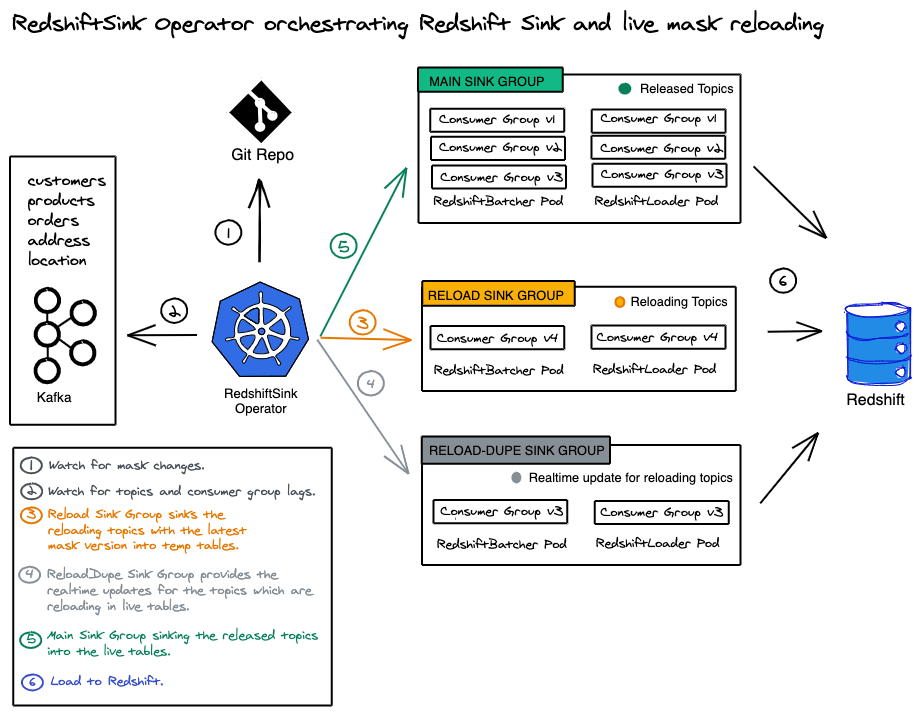 RedshiftSink Operator orchestrating Redshift Sink and live mask reloading
Git Repo
customers
products
orders
address
location
Kafka
1
2
RedshiftSink
Operator
5
3
4
MAIN SINK GROUP
Released Topics
Consumer Group v1
Consumer Group v2
Consumer Group v3
RedshiftBatcher Pod
Consumer Group v1
Consumer Group v2
Consumer Group v3
RedshiftLoader Pod
RELOAD SINK GROUP
Reloading Topics
Consumer Group v4
RedshiftBatcher Pod
Consumer Group v4
RedshiftLoader Pod
RELOAD-DUPE SINK GROUP
Realtime update for reloading topics
Consumer Group v3
RedshiftBatcher Pod
Consumer Group v3
RedshiftLoader Pod
6
Redshift
1 Watch for mask changes.
2 Watch for topics and consumer group lags.
3 Reload Sink Group sinks the
reloading topics with the latest
mask version into temp tables.
4 ReloadDupe Sink Group provides the
realtime updates for the topics which are
reloading in live tables.
5 Main Sink Group sinking the released topics
into the live tables.
6 Load to Redshift.